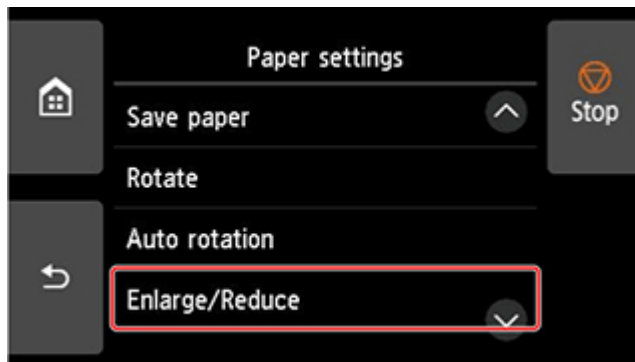 Paper settings
Save paper
Stop
Rotate
Auto rotation
Enlarge/Reduce